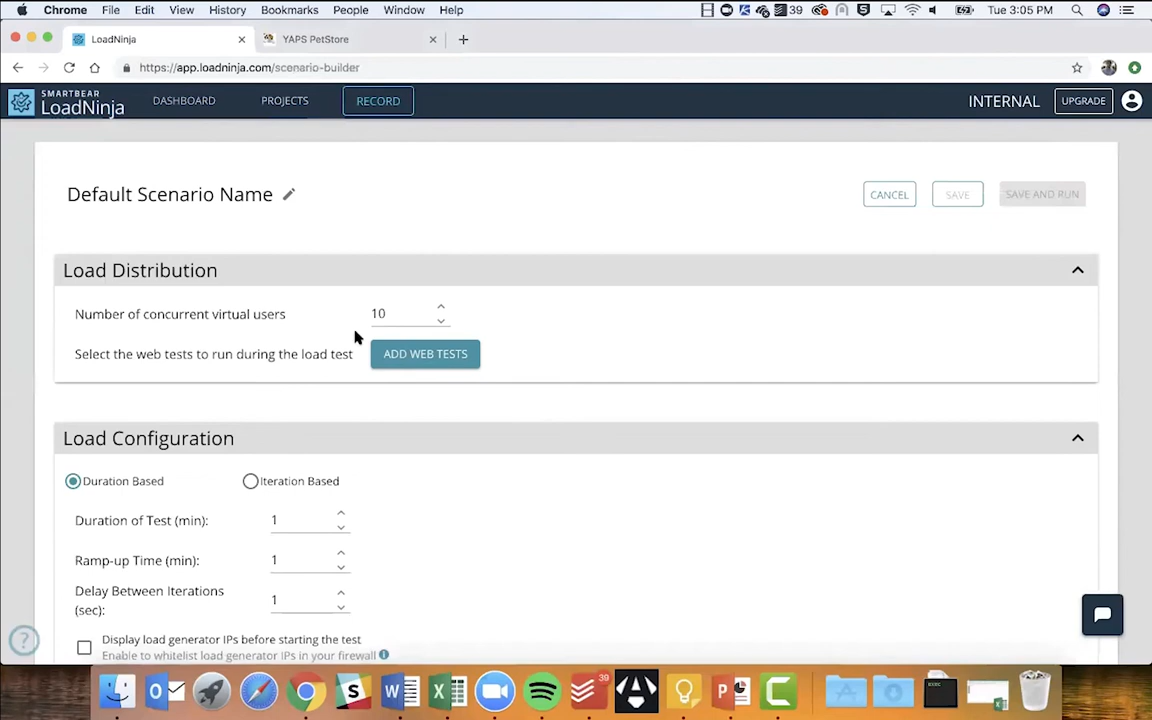 Chrome File Edit View History Bookmarks People Window Help 39 Tue 3:05 PM
LoadNinja YAPS PetStore
https://app.loadninja.com/scenario-builder
SMARTBEAR
LoadNinja DASHBOARD PROJECTS RECORD INTERNAL UPGRADE
Default Scenario Name CANCEL SAVE SAVE AND RUN
Load Distribution
Number of concurrent virtual users 10
Select the web tests to run during the load test ADD WEB TESTS
Load Configuration
Duration Based Iteration Based
Duration of Test (min): 1
Ramp-up Time (min): 1
Delay Between Iterations
(sec): 1
Display load generator IPs before starting the test
Enable to whitelist load generator IPs in your firewall
39